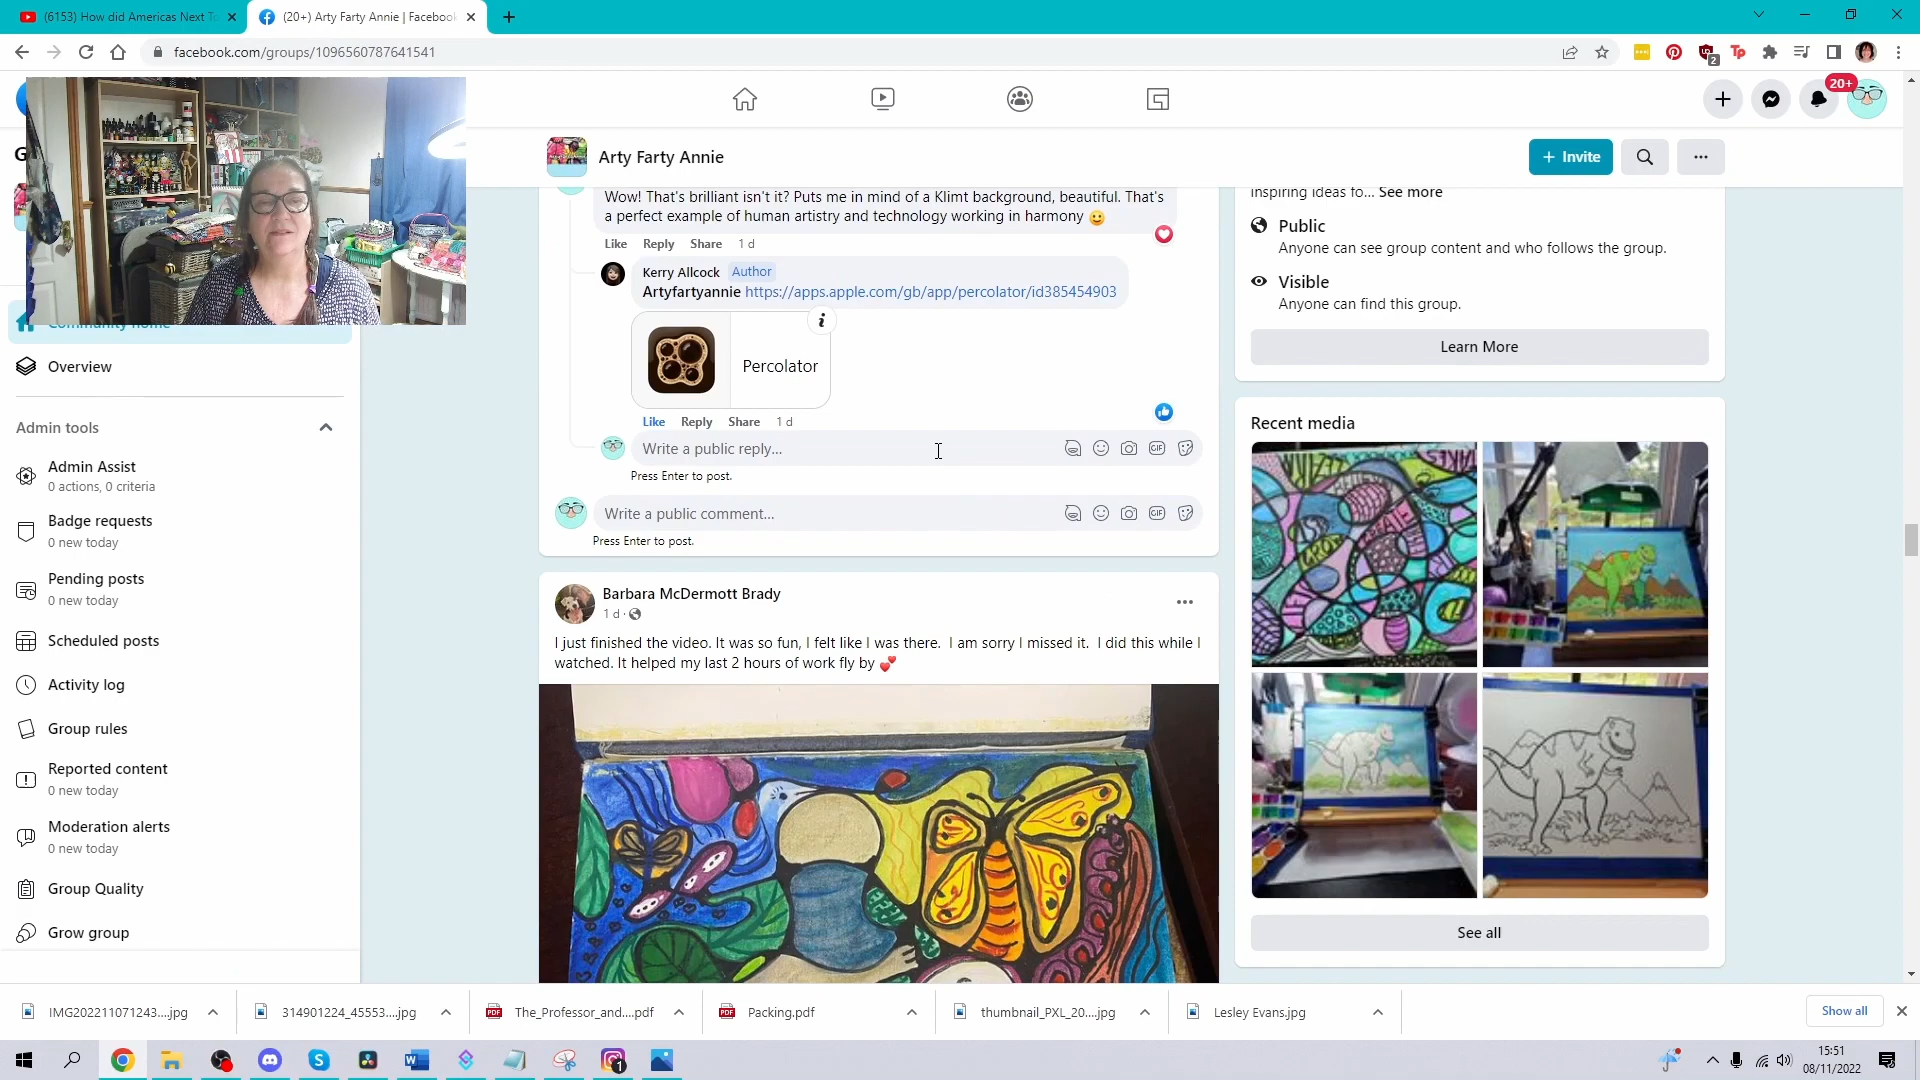 (6153) How did Americas Next To
(20+) Arty Farty Annie | Facebook
facebook.com/groups/1096560787641541
2
20+
Arty Farty Annie
+ Invite
Wow! That's brilliant isn't it? Puts me in mind of a Klimt background, beautiful. That's
a perfect example of human artistry and technology working in harmony 🙂
Like Reply Share 1 d
Kerry Allcock Author
Artyfartyannie https://apps.apple.com/gb/app/percolator/id385454903
Percolator
Like Reply Share 1 d
Write a public reply...
Press Enter to post.
Write a public comment...
Press Enter to post.
Barbara McDermott Brady
1 d
I just finished the video. It was so fun, I felt like I was there. I am sorry I missed it. I did this while I
watched. It helped my last 2 hours of work fly by 💕
inspiring ideas fo... See more
Public
Anyone can see group content and who follows the group.
Visible
Anyone can find this group.
Learn More
Recent media
See all
Community home
Overview
Admin tools
Admin Assist
0 actions, 0 criteria
Badge requests
0 new today
Pending posts
0 new today
Scheduled posts
Activity log
Group rules
Reported content
0 new today
Moderation alerts
0 new today
Group Quality
Grow group
IMG202211071243....jpg
314901224_45553....jpg
The_Professor_and....pdf
Packing.pdf
thumbnail_PXL_20....jpg
Lesley Evans.jpg
Show all
1
15:51
08/11/2022